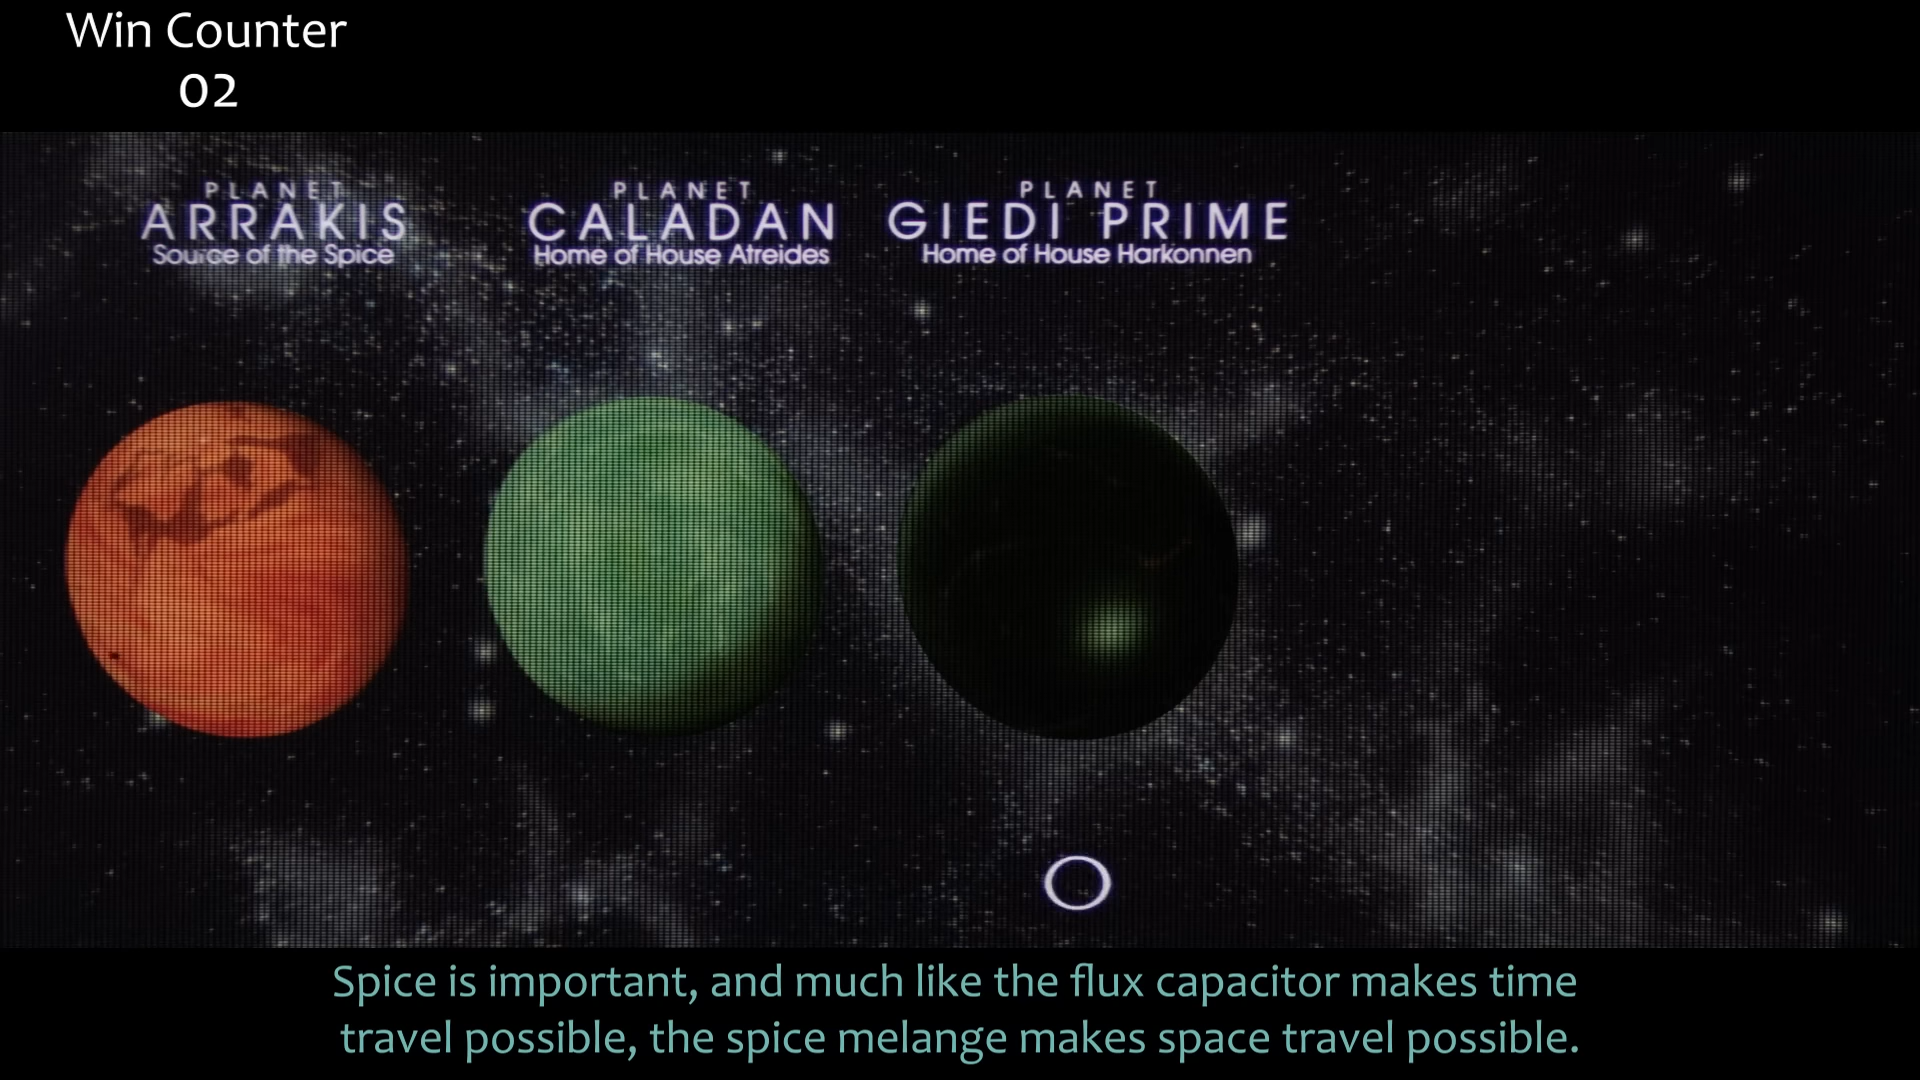 Win Counter
02
PLANET
ARRAKIS
Source of the Spice
PLANET
CALADAN
Home of House Atreides
PLANET
GIEDI PRIME
Home of House Harkonnen
Spice is important, and much like the flux capacitor makes time
travel possible, the spice melange makes space travel possible.